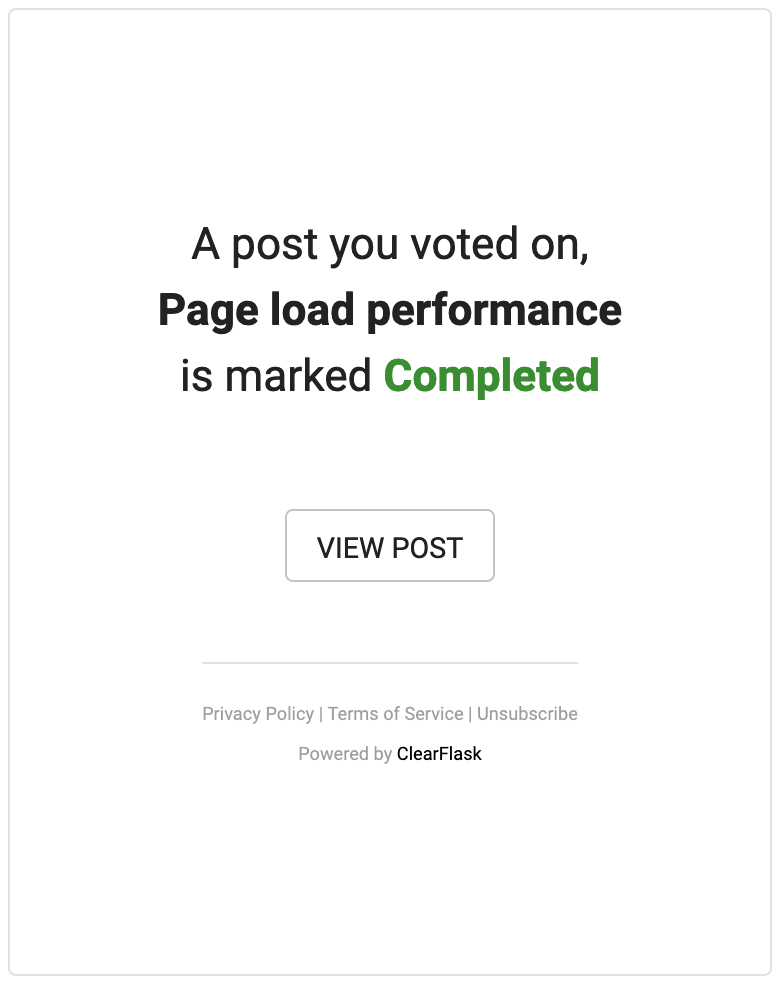 A post you voted on,
Page load performance
is marked Completed
VIEW POST
Privacy Policy | Terms of Service | Unsubscribe
Powered by ClearFlask